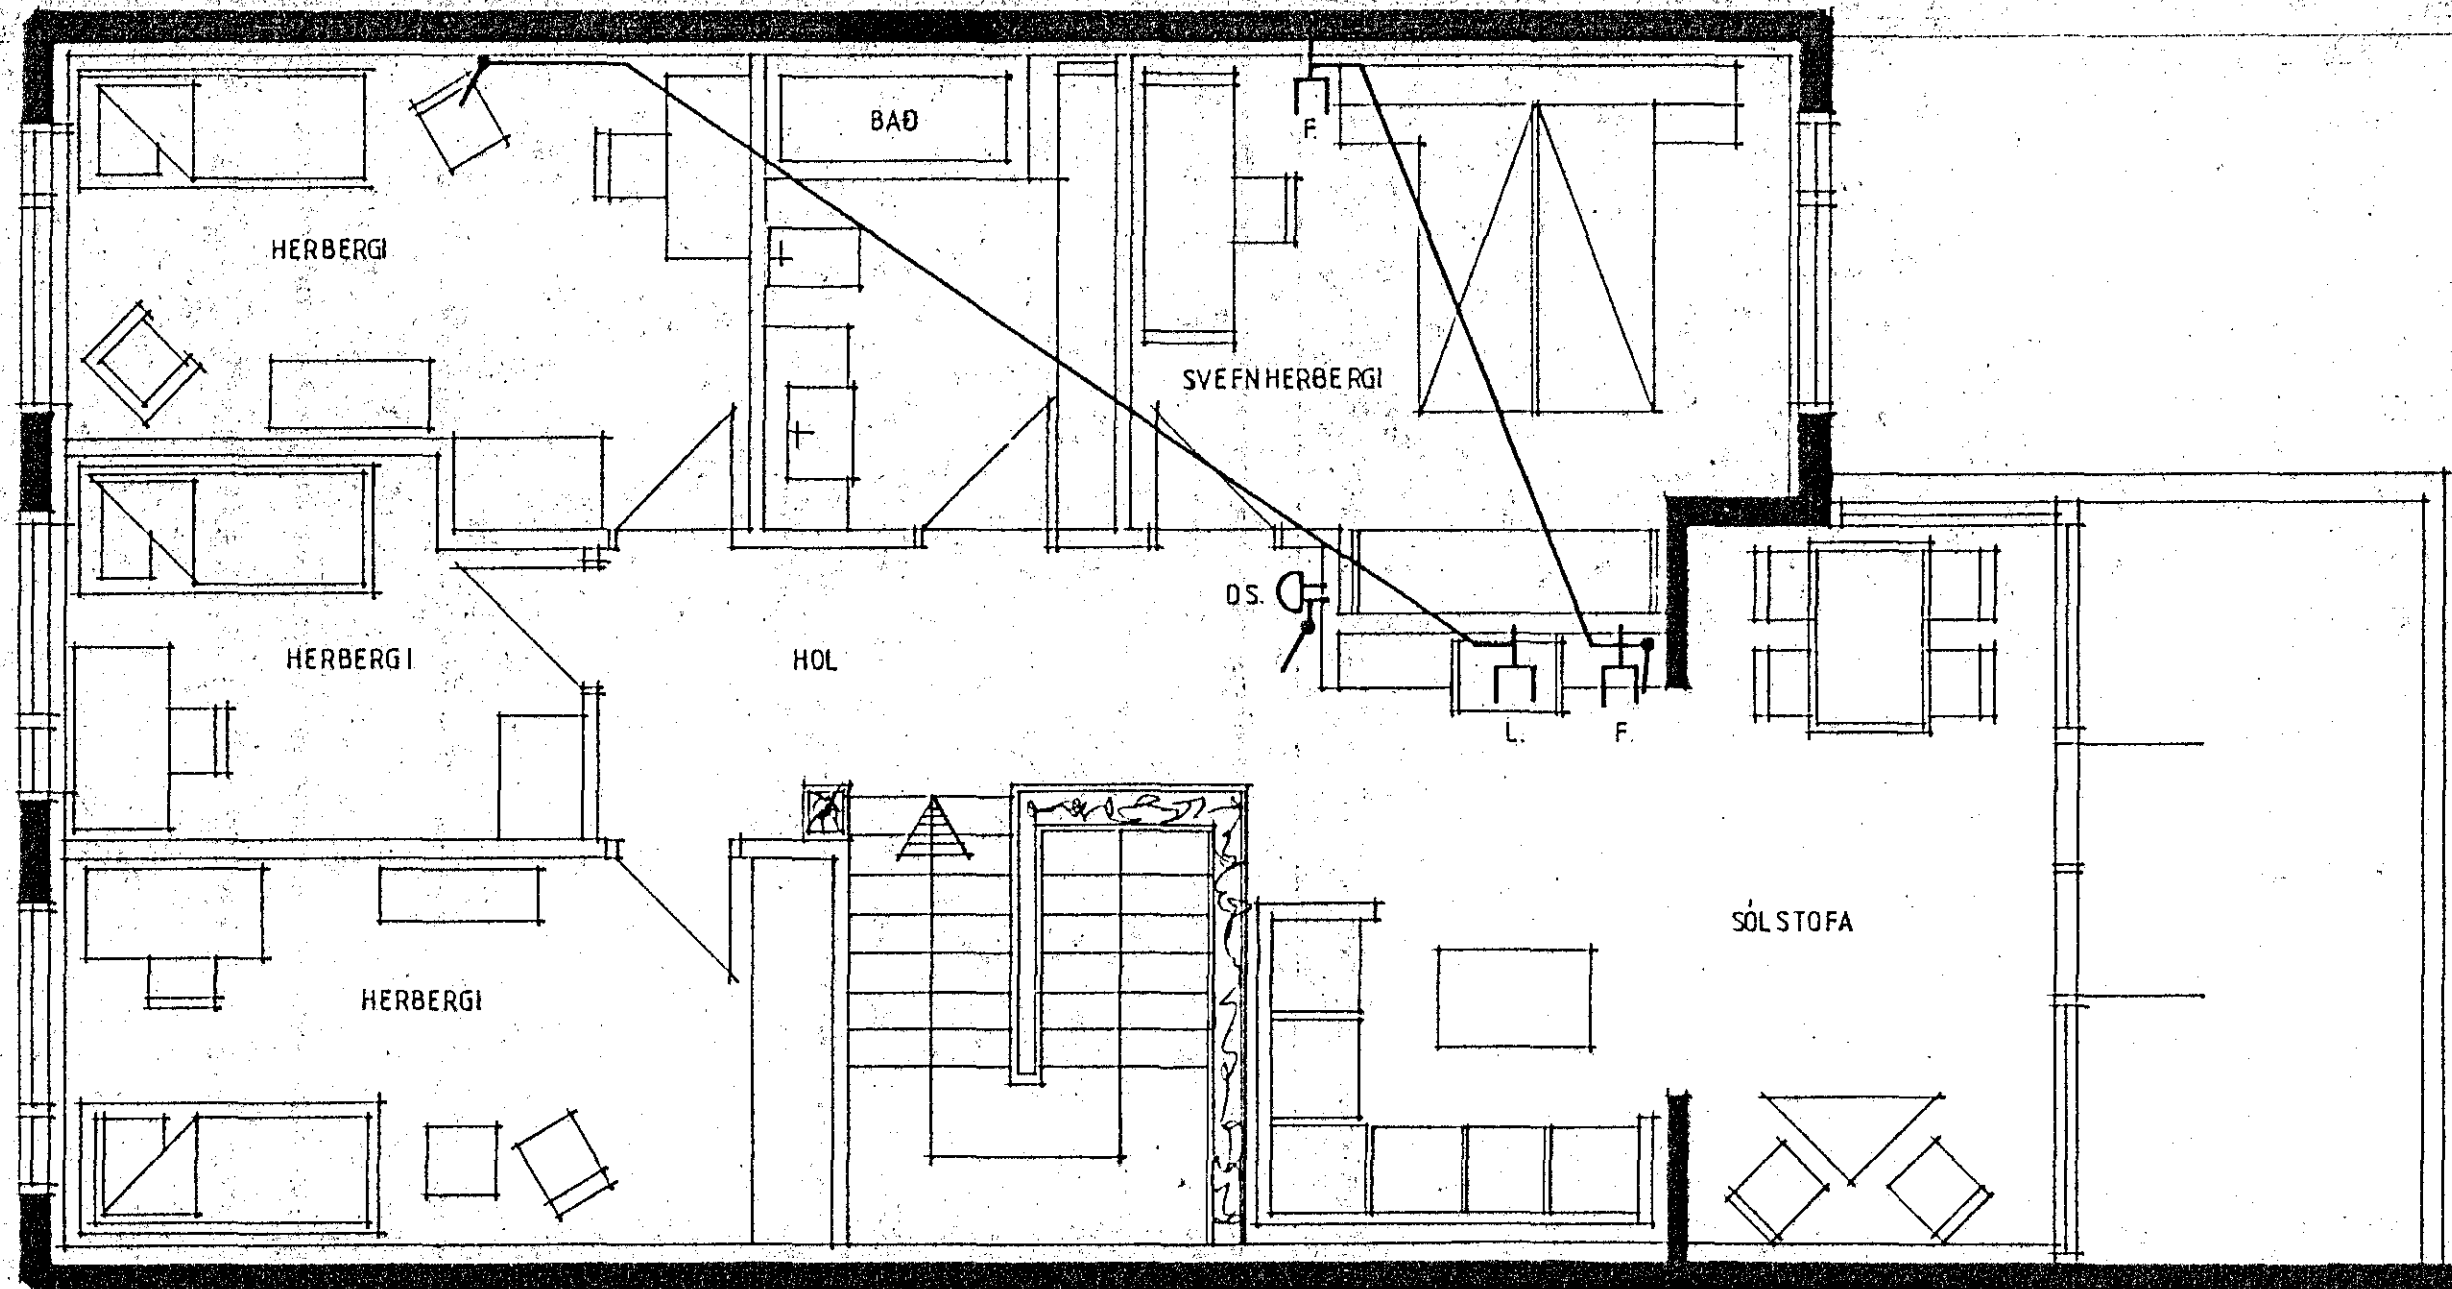 BAÐ
F.
HERBERGI
SVEFNHERBERGI
DS.
HERBERGI
HOL
L.
F.
SÓLSTOFA
HERBERGI